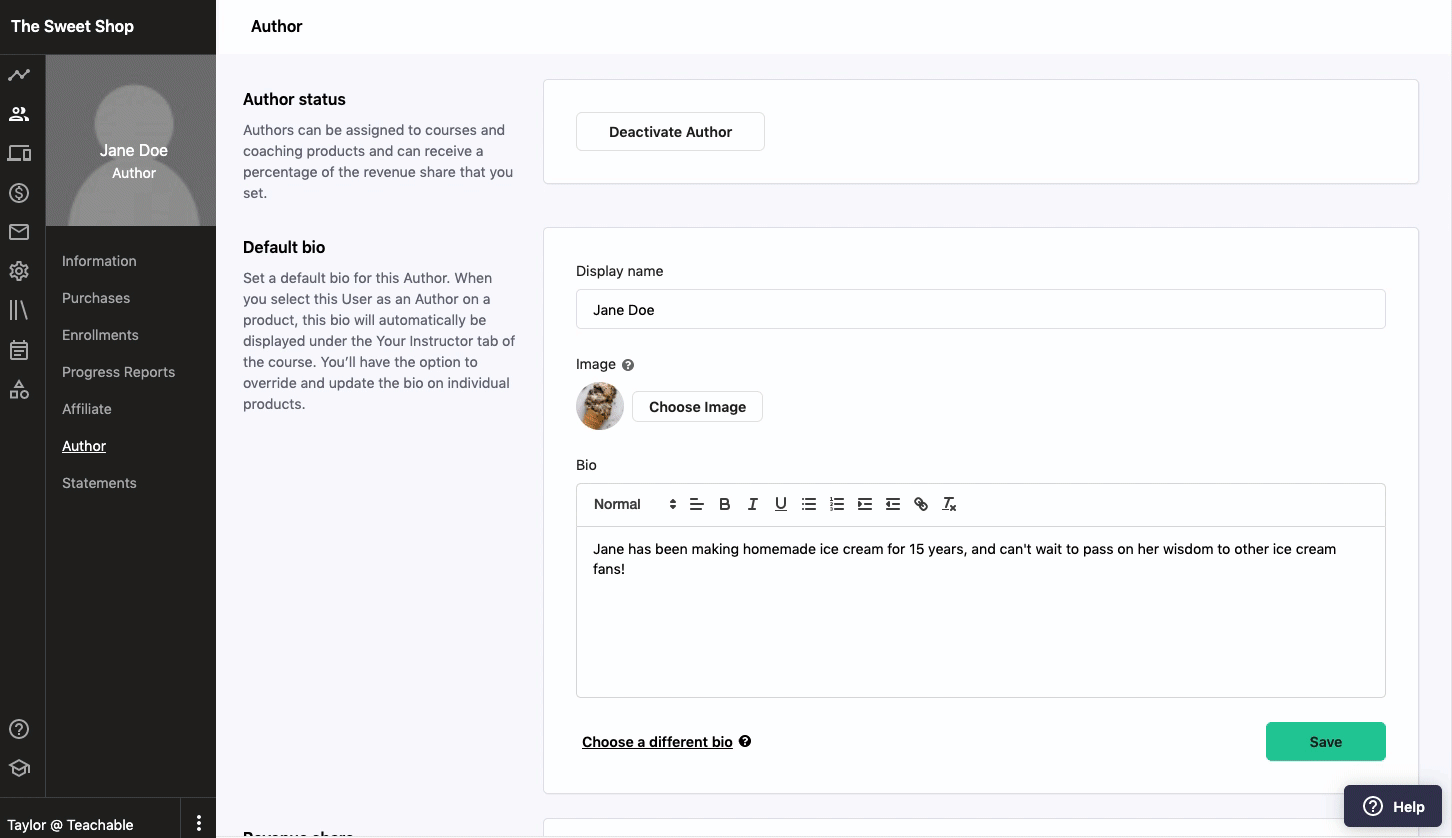 The Sweet Shop
Author
Jane Doe
Author
Information
Purchases
Enrollments
Progress Reports
Affiliate
Author
Statements
Taylor @ Teachable
Author status
Authors can be assigned to courses and
coaching products and can receive a
percentage of the revenue share that you
set.
Deactivate Author
Default bio
Set a default bio for this Author. When
you select this User as an Author on a
product, this bio will automatically be
displayed under the Your Instructor tab of
the course. You’ll have the option to
override and update the bio on individual
products.
Display name
Jane Doe
Image
Choose Image
Bio
Normal
Jane has been making homemade ice cream for 15 years, and can't wait to pass on her wisdom to other ice cream
fans!
Choose a different bio
Save
Revenue share
Help